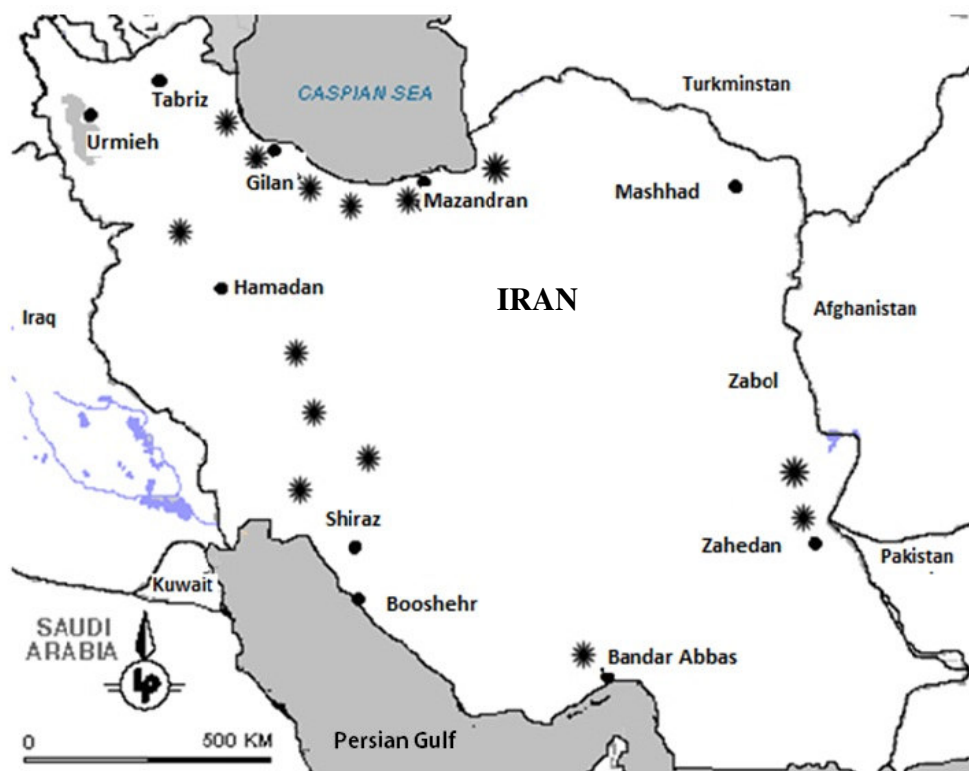 Turkminstan
CASPIAN SEA
Tabriz
Urmieh
Gilan
Mazandran
Mashhad
Hamadan
IRAN
Iraq
Afghanistan
Zabol
Shiraz
Zahedan
Pakistan
Kuwait
Booshehr
SAUDI
ARABIA
Bandar Abbas
LP
Persian Gulf
0 500 KM